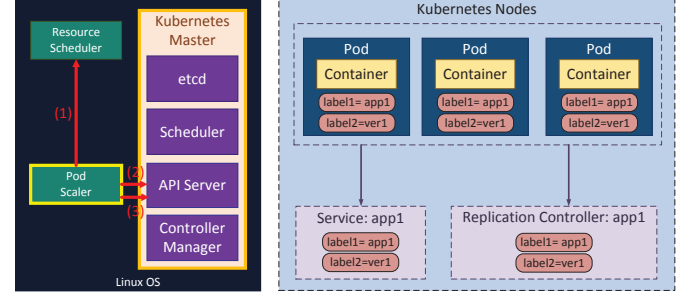 Resource
Scheduler
(1)
Pod
Scaler
(2)
(3)
Kubernetes
Master
etcd
Scheduler
API Server
Controller
Manager
Linux OS
Kubernetes Nodes
Pod
Container
label1= app1
label2=ver1
Pod
Container
label1= app1
label2=ver1
Pod
Container
label1= app1
label2=ver1
Service: app1
label1= app1
label2=ver1
Replication Controller: app1
label1= app1
label2=ver1